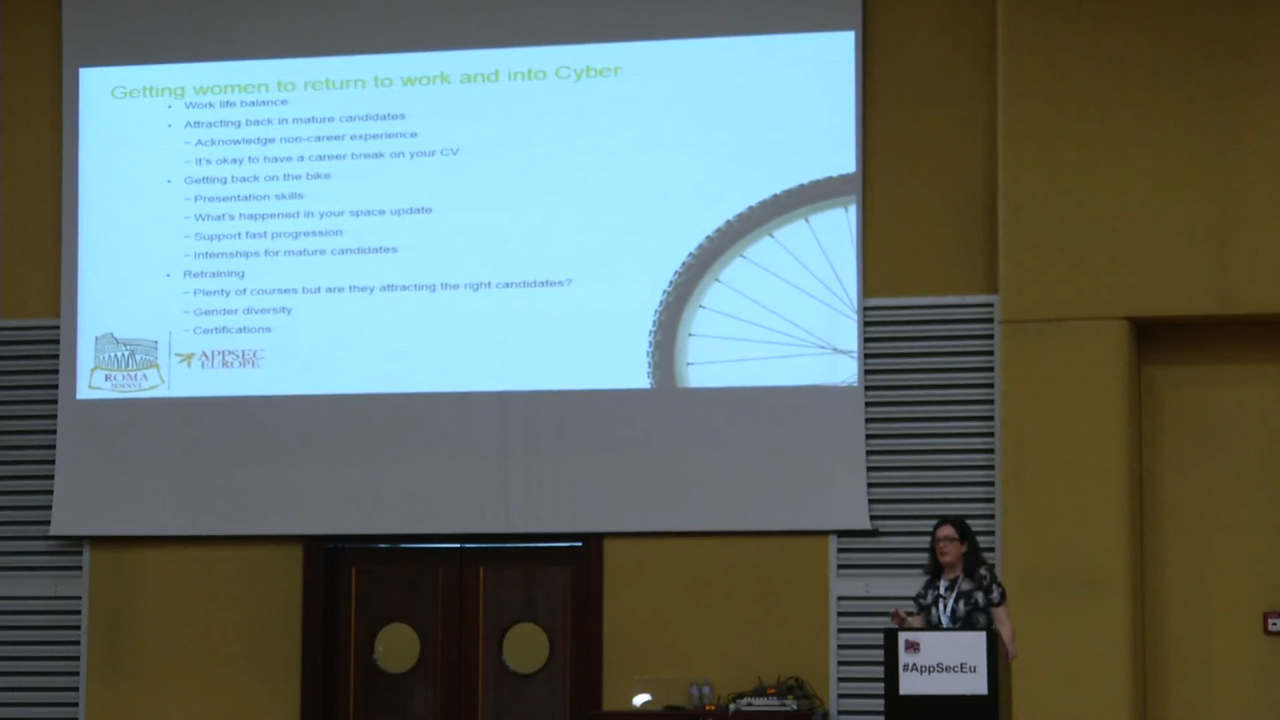 Getting women to return to work and into Cyber
• Work life balance
• Attracting back in mature candidates
– Acknowledge non-career experience
– It's okay to have a career break on your CV
• Getting back on the bike
– Presentation skills
– What's happened in your space update
– Support fast progression
– Internships for mature candidates
• Retraining
– Plenty of courses but are they attracting the right candidates?
– Gender diversity
– Certifications
ROMA
APPSEC
EUROPE
#AppSecEu